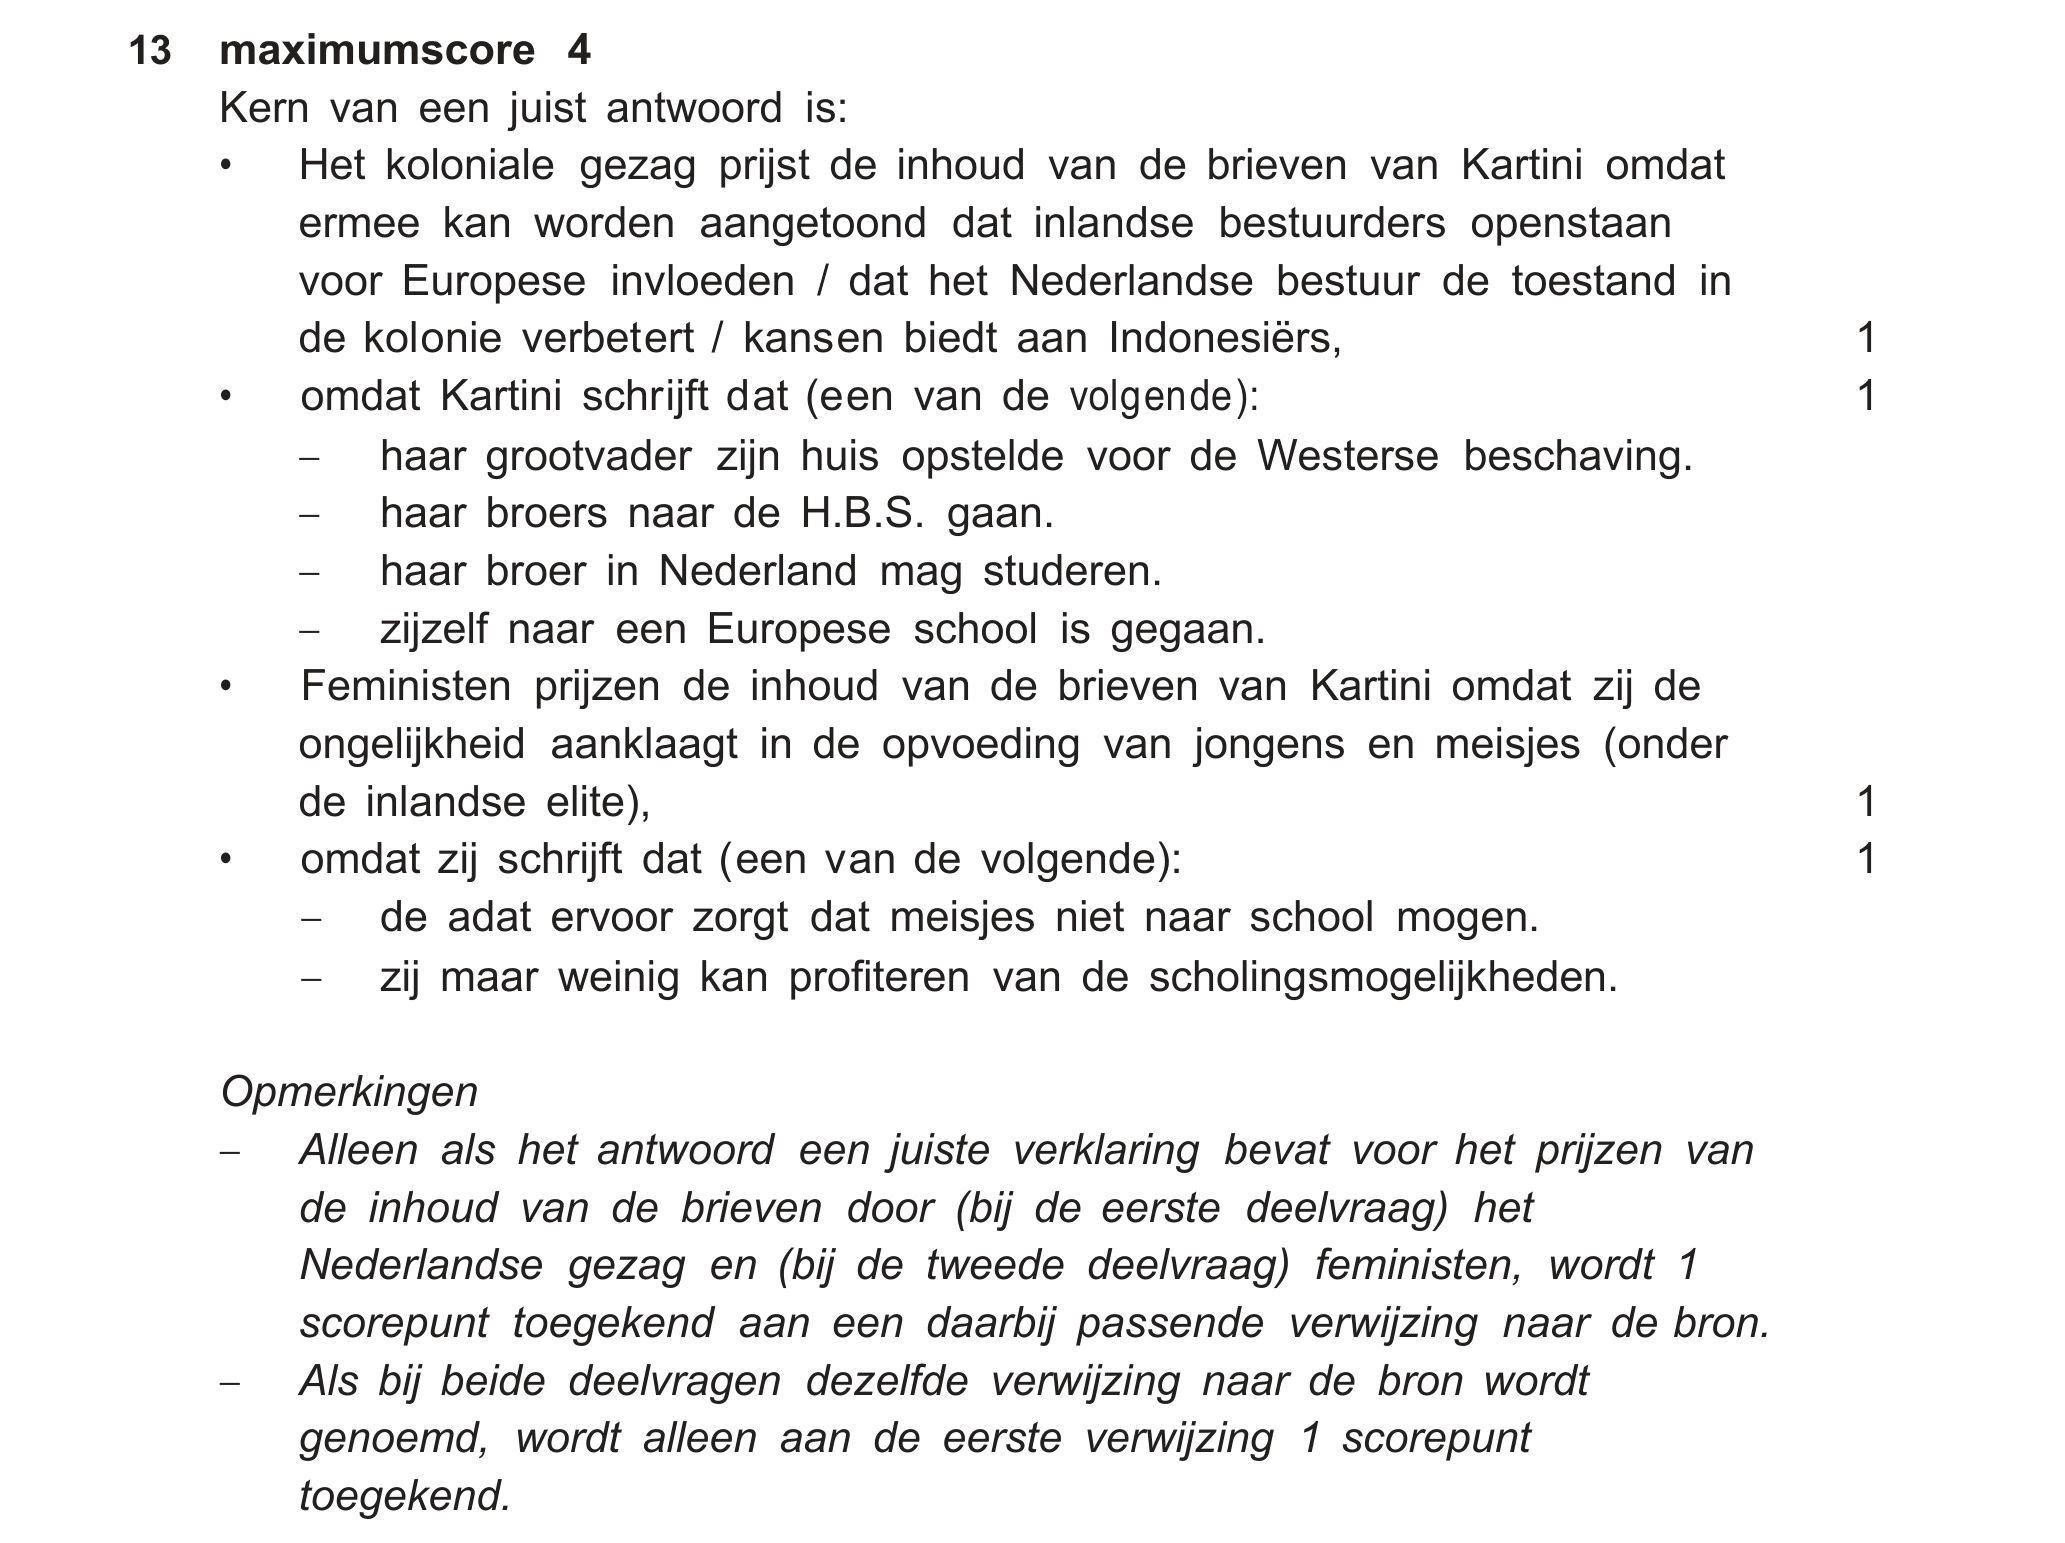 13 maximumscore 4
Kern van een juist antwoord is:
• Het koloniale gezag prijst de inhoud van de brieven van Kartini omdat
ermee kan worden aangetoond dat inlandse bestuurders openstaan
voor Europese invloeden / dat het Nederlandse bestuur de toestand in
de kolonie verbetert / kansen biedt aan Indonesiërs, 1
• omdat Kartini schrijft dat (een van de volgende): 1
– haar grootvader zijn huis opstelde voor de Westerse beschaving.
– haar broers naar de H.B.S. gaan.
– haar broer in Nederland mag studeren.
– zijzelf naar een Europese school is gegaan.
• Feministen prijzen de inhoud van de brieven van Kartini omdat zij de
ongelijkheid aanklaagt in de opvoeding van jongens en meisjes (onder
de inlandse elite), 1
• omdat zij schrijft dat (een van de volgende): 1
– de adat ervoor zorgt dat meisjes niet naar school mogen.
– zij maar weinig kan profiteren van de scholingsmogelijkheden.
Opmerkingen
– Alleen als het antwoord een juiste verklaring bevat voor het prijzen van
de inhoud van de brieven door (bij de eerste deelvraag) het
Nederlandse gezag en (bij de tweede deelvraag) feministen, wordt 1
scorepunt toegekend aan een daarbij passende verwijzing naar de bron.
– Als bij beide deelvragen dezelfde verwijzing naar de bron wordt
genoemd, wordt alleen aan de eerste verwijzing 1 scorepunt
toegekend.